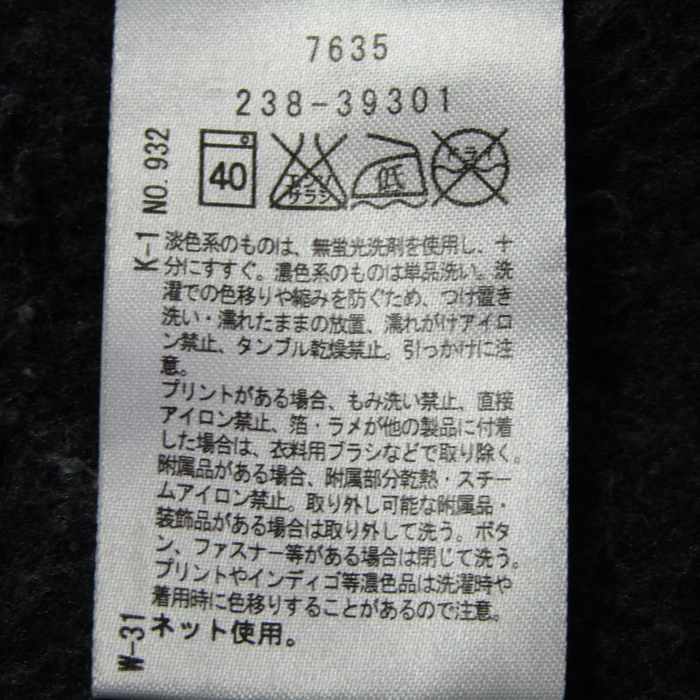 7635
238-39301
K-1 NO.932
40
エンソ
サラシ
低
ドライ
淡色系のものは、無蛍光洗剤を使用し、十
分にすすぐ。濃色系のものは単品洗い。洗
濯での色移りや縮みを防ぐため、つけ置き
洗い・濡れたままの放置、濡れがけアイロ
ン禁止、タンブル乾燥禁止。引っかけに注
意。
プリントがある場合、もみ洗い禁止、直接
アイロン禁止、箔・ラメが他の製品に付着
した場合は、衣料用ブラシなどで取り除く。
附属品がある場合、附属部分乾熱・スチー
ムアイロン禁止。取り外し可能な附属品・
装飾品がある場合は取り外して洗う。ボタ
ン、ファスナー等がある場合は閉じて洗う。
プリントやインディゴ等濃色品は洗濯時や
着用時に色移りすることがあるので注意。
W-31
ネット使用。